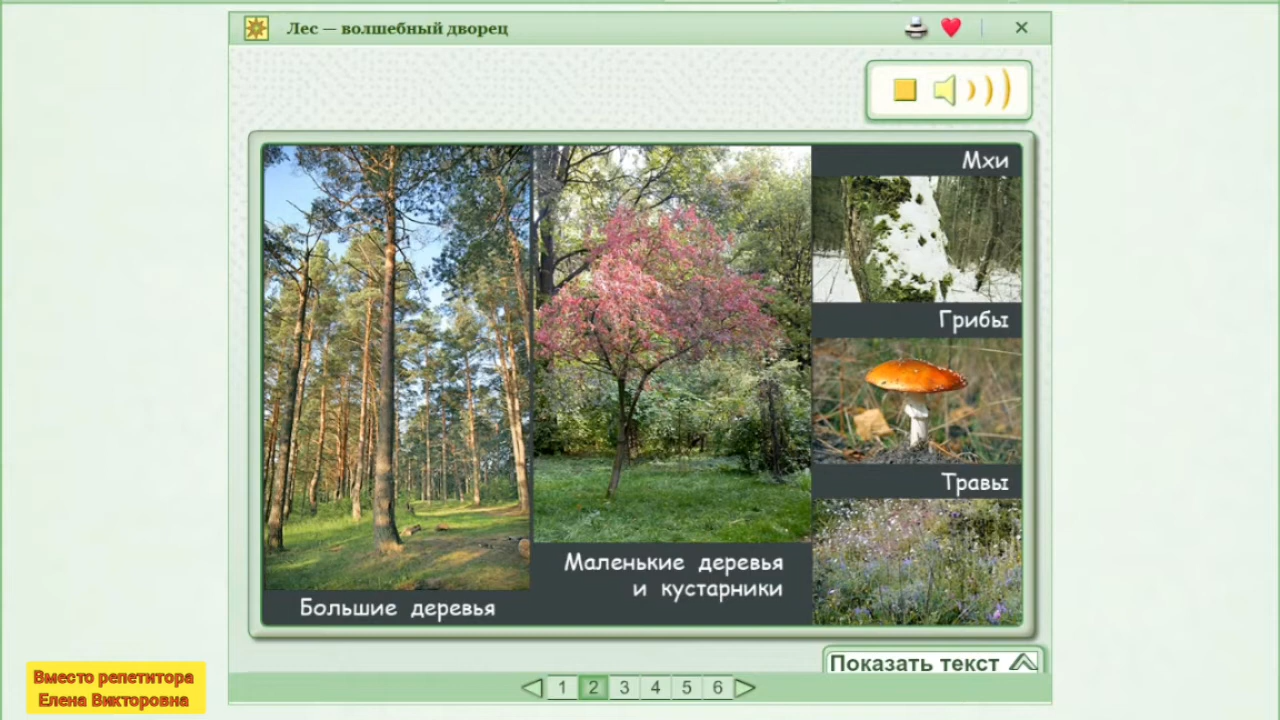 Лес — волшебный дворец
Мхи
Грибы
Травы
Маленькие деревья
и кустарники
Большие деревья
Показать текст
1 2 3 4 5 6
Вместо репетитора
Елена Викторовна